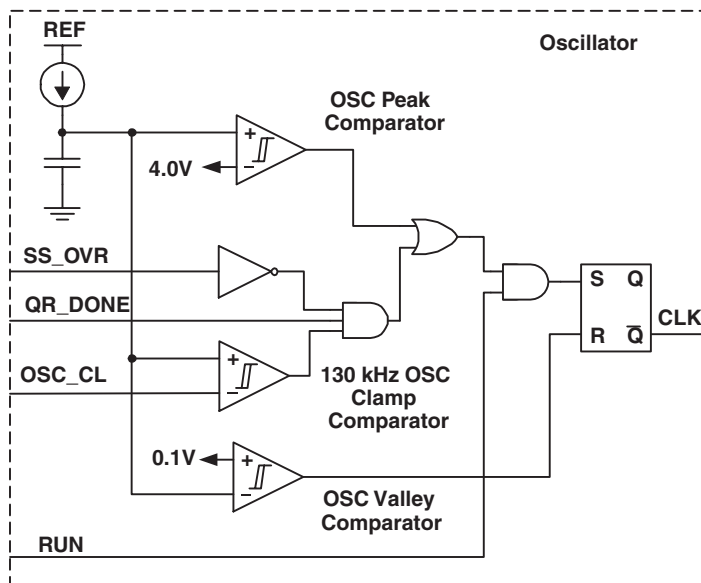 REF
Oscillator
OSC Peak
Comparator
+
−
4.0V
SS_OVR
QR_DONE
OSC_CL
+
−
130 kHz OSC
Clamp
Comparator
S Q
R Q̅
CLK
0.1V
+
−
OSC Valley
Comparator
RUN